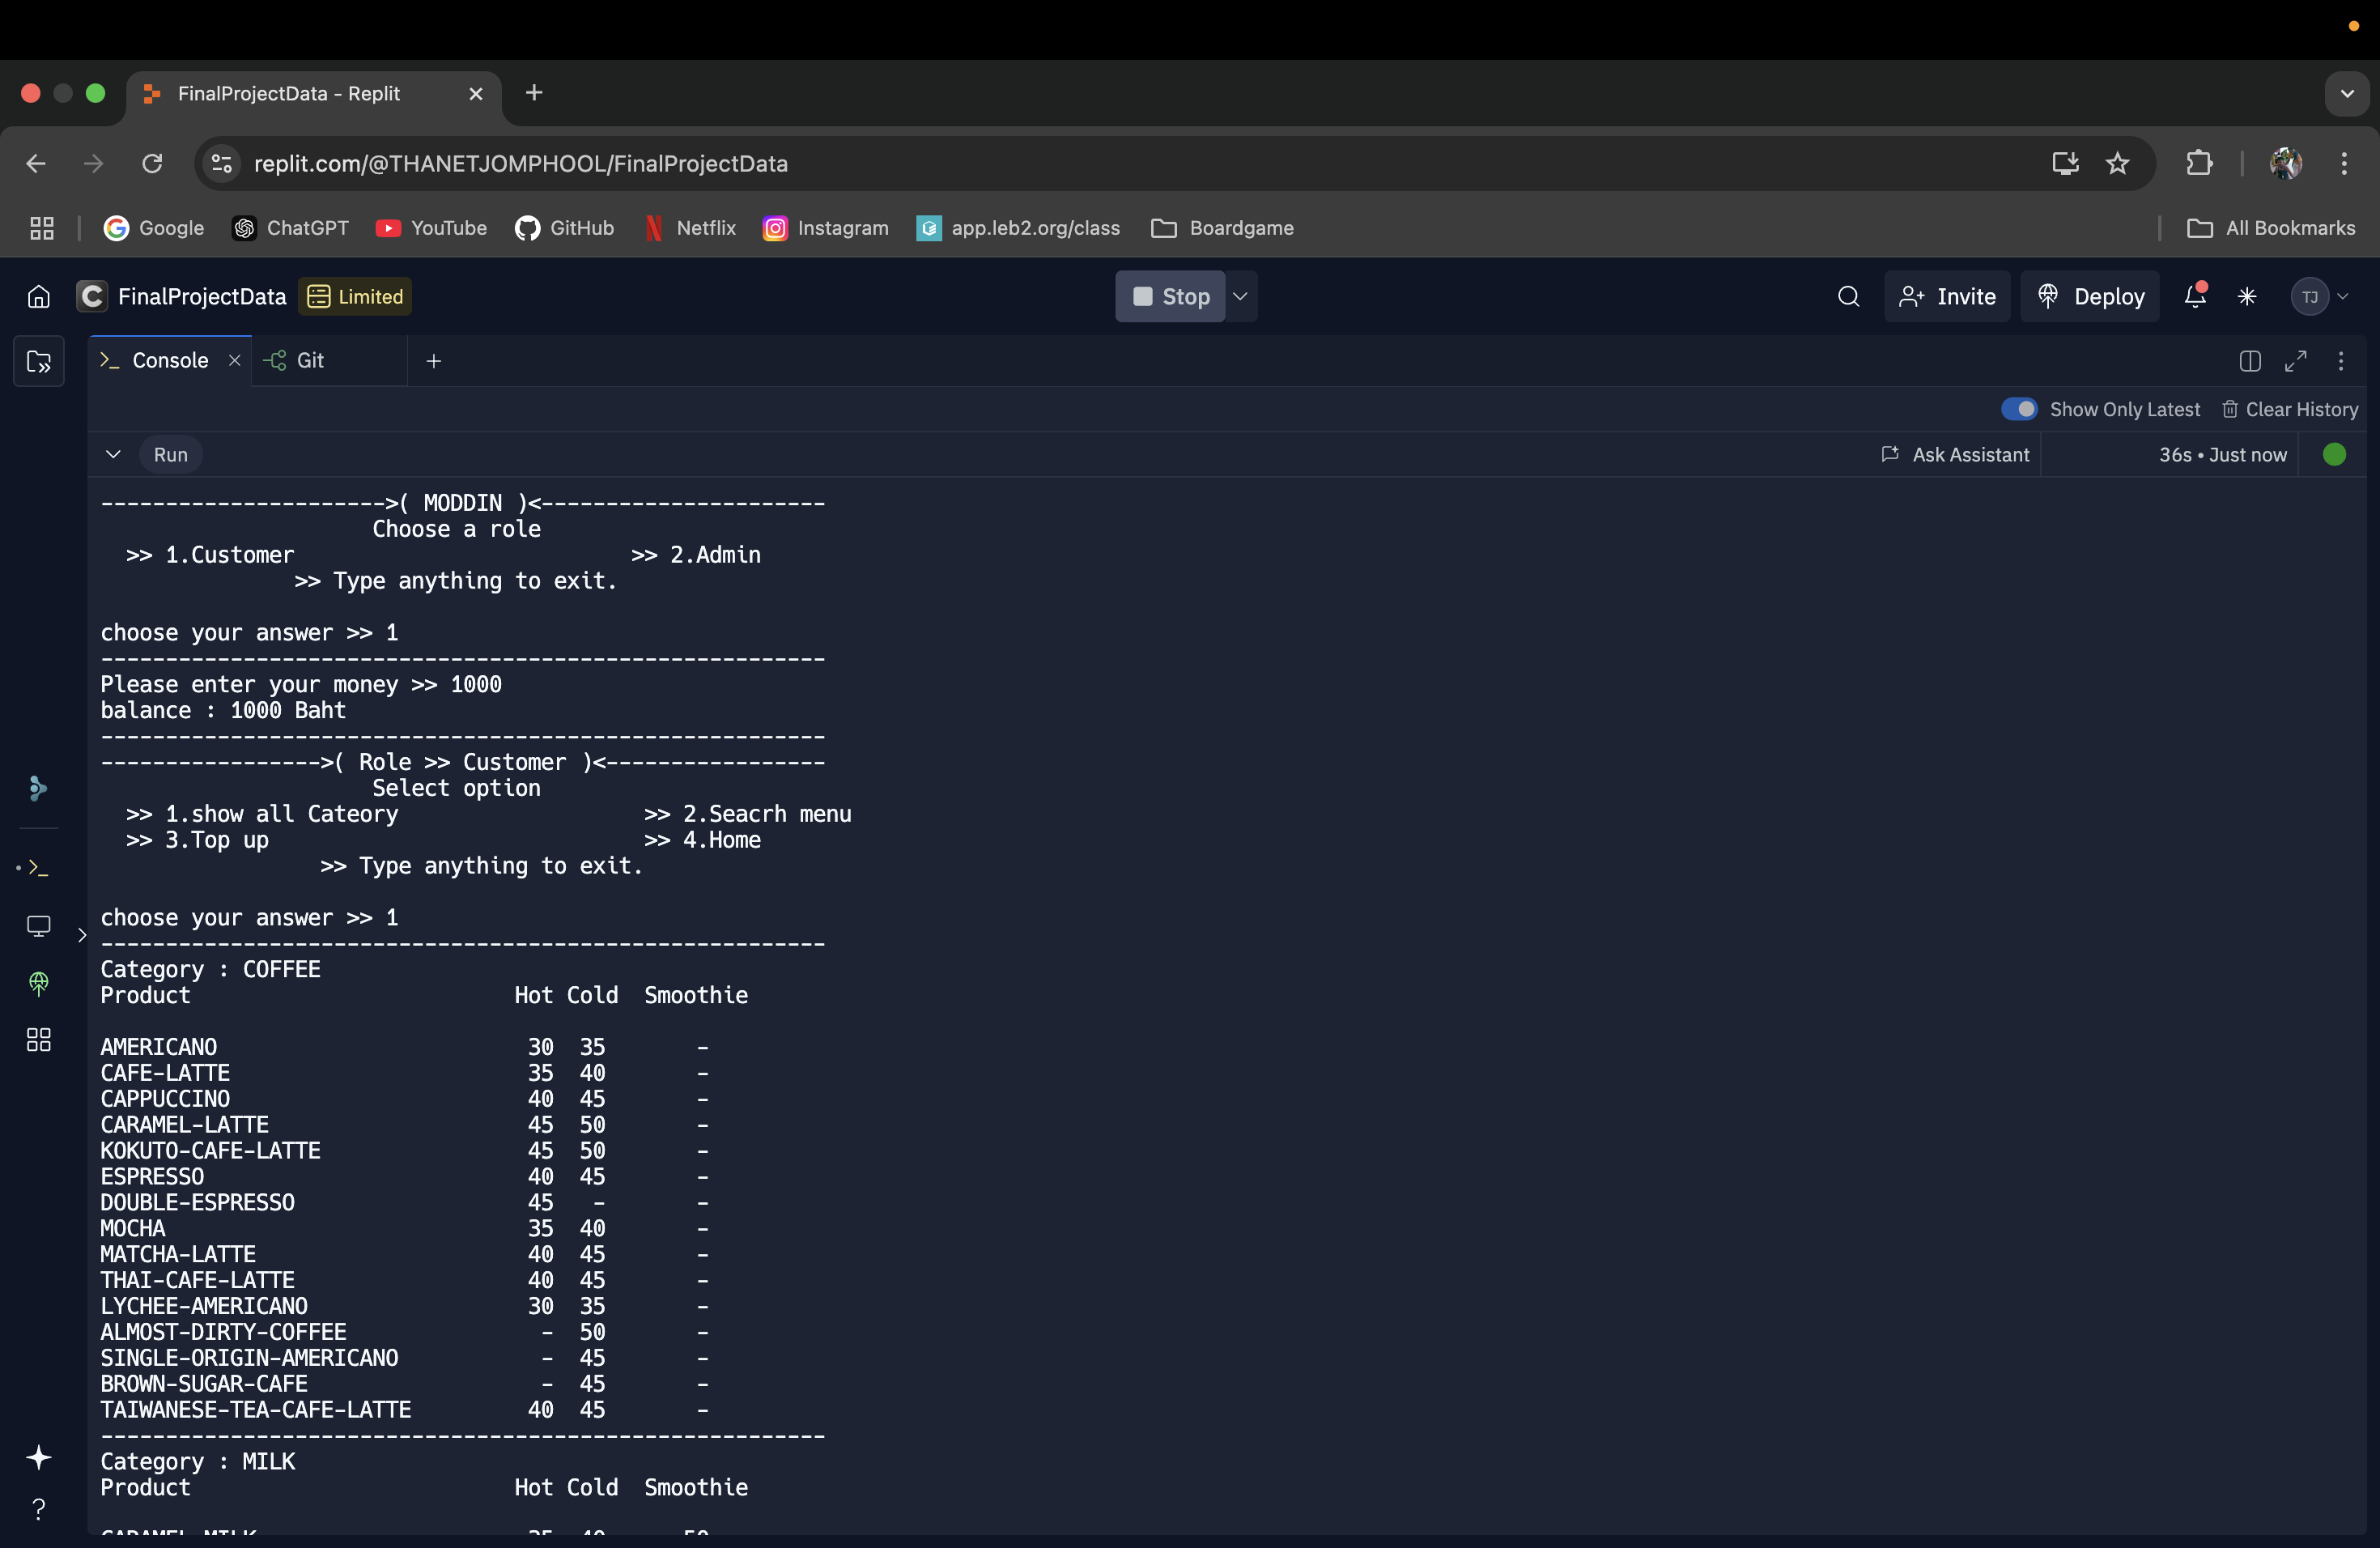 FinalProjectData - Replit
replit.com/@THANETJOMPHOOL/FinalProjectData
Google ChatGPT YouTube GitHub Netflix Instagram app.leb2.org/class Boardgame All Bookmarks
FinalProjectData Limited Stop Invite Deploy TJ
Console Git
Show Only Latest Clear History
Run Ask Assistant 36s • Just now
---------------------->( MODDIN )<----------------------
Choose a role
>> 1.Customer >> 2.Admin
>> Type anything to exit.
choose your answer >> 1
--------------------------------------------------------
Please enter your money >> 1000
balance : 1000 Baht
--------------------------------------------------------
----------------->( Role >> Customer )<-----------------
Select option
>> 1.show all Cateory >> 2.Seacrh menu
>> 3.Top up >> 4.Home
>> Type anything to exit.
choose your answer >> 1
--------------------------------------------------------
Category : COFFEE
Product Hot Cold Smoothie
AMERICANO 30 35 -
CAFE-LATTE 35 40 -
CAPPUCCINO 40 45 -
CARAMEL-LATTE 45 50 -
KOKUTO-CAFE-LATTE 45 50 -
ESPRESSO 40 45 -
DOUBLE-ESPRESSO 45 - -
MOCHA 35 40 -
MATCHA-LATTE 40 45 -
THAI-CAFE-LATTE 40 45 -
LYCHEE-AMERICANO 30 35 -
ALMOST-DIRTY-COFFEE - 50 -
SINGLE-ORIGIN-AMERICANO - 45 -
BROWN-SUGAR-CAFE - 45 -
TAIWANESE-TEA-CAFE-LATTE 40 45 -
--------------------------------------------------------
Category : MILK
Product Hot Cold Smoothie